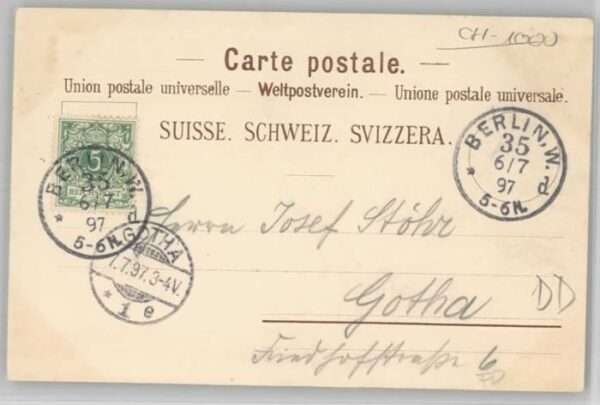 CH-1000
Carte postale.
Union postale universelle — Weltpostverein. — Unione postale universale.
SUISSE. SCHWEIZ. SVIZZERA.
5
BERLIN. W.
35
6/7
97
* d
5-6N.
BERLIN. W.
35
6/7
97
* d
5-6N.
GOTHA
7.7.97.3-4V.
* 1 e
Herrn Josef Stöhr
Gotha
DD
Friedhofstraße 6